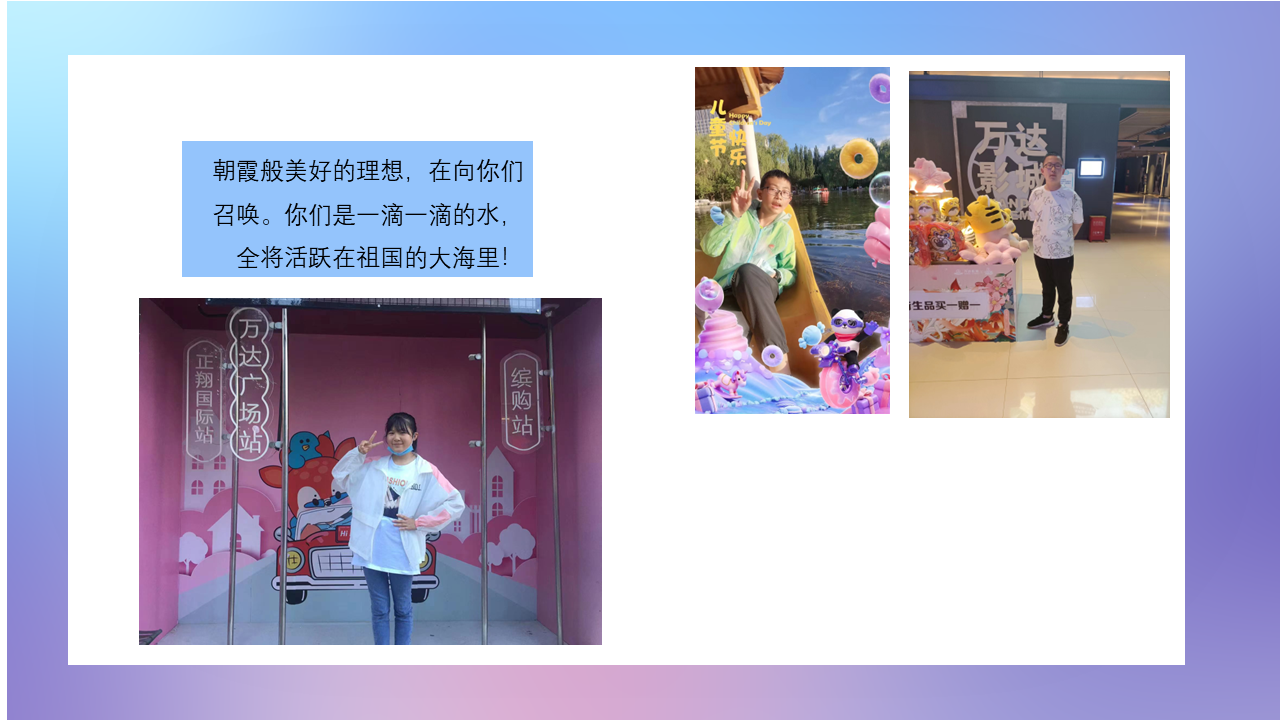 朝霞般美好的理想，在向你们
召唤。你们是一滴一滴的水，
全将活跃在祖国的大海里！
儿童节
快乐
Happy
万达
影城
生品买一赠一
正翔国际站
万达广场站
缤购站
HI